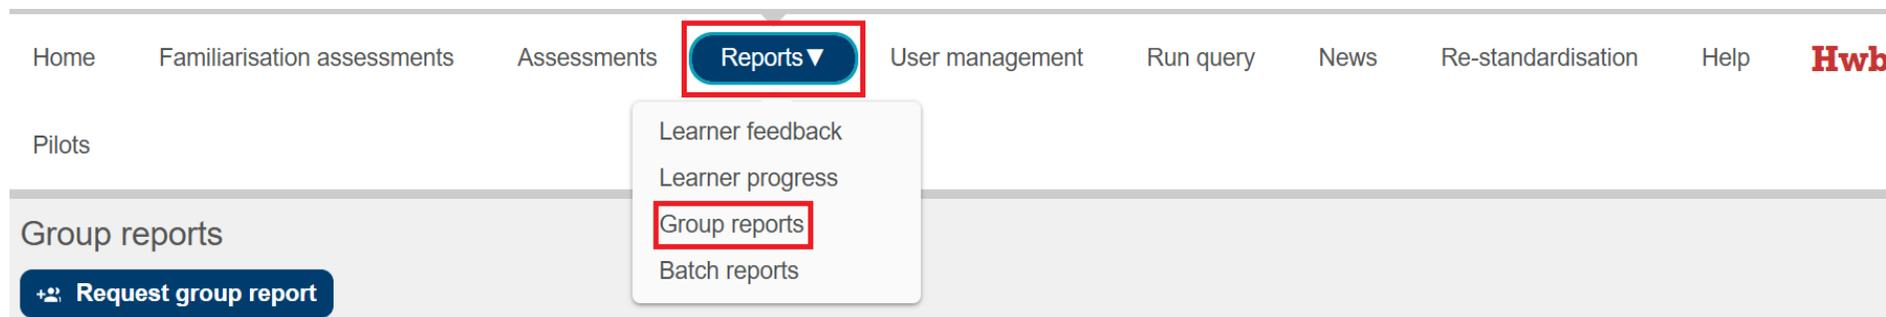 Home Familiarisation assessments Assessments Reports▼ User management Run query News Re-standardisation Help Hwb
Pilots
Learner feedback
Learner progress
Group reports
Batch reports
Group reports
Request group report